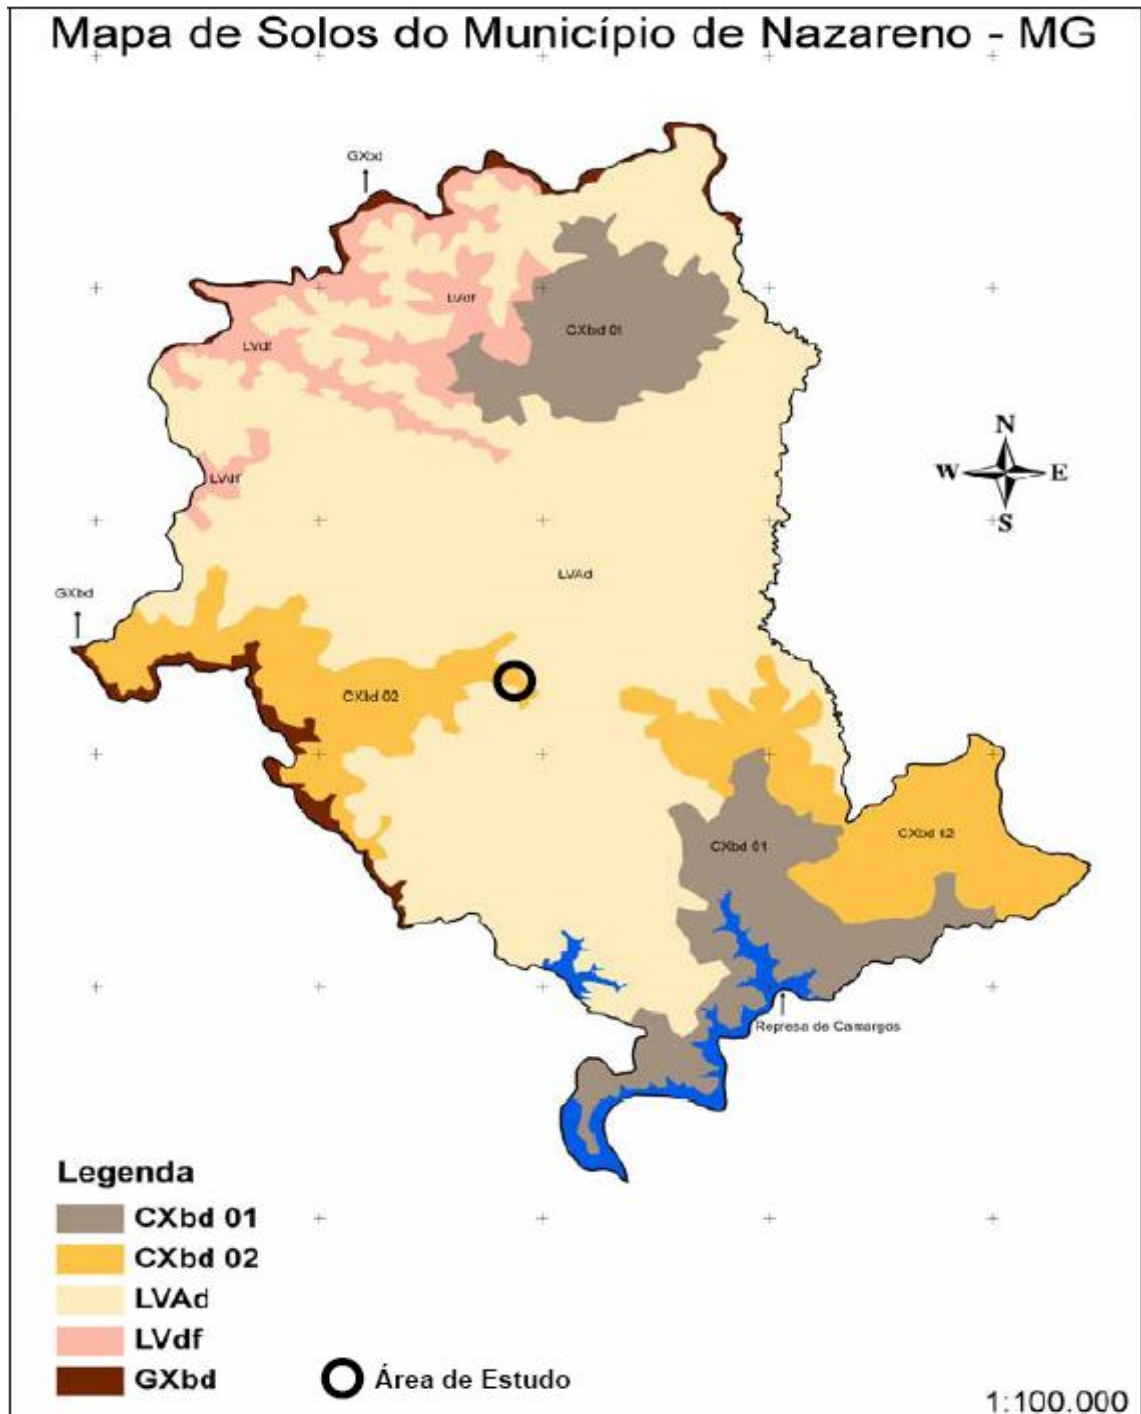 Mapa de Solos do Município de Nazareno - MG
GXbd
LVdf
CXbd 01
LVdf
N
W E
S
LVdf
LVAd
GXbd
CXbd 02
CXbd 02
CXbd 01
Represa de Camargos
Legenda
CXbd 01
CXbd 02
LVAd
LVdf
GXbd
Área de Estudo
1:100.000